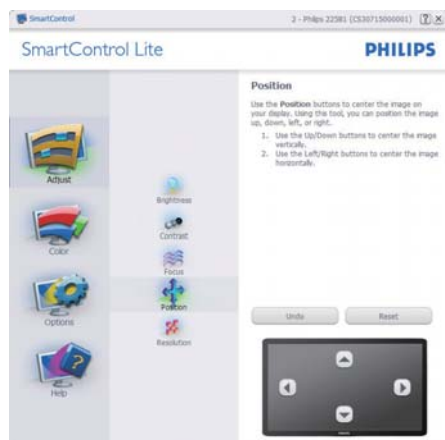 SmartControl
2 - Philips 225B1 (CS30715000001)
SmartControl Lite
PHILIPS
Adjust
Color
Options
Help
Brightness
Contrast
Focus
Position
Resolution
Position
Use the Position buttons to center the image on
your display. Using the tool, you can position the image
up, down, left, or right.
1. Use the Up/Down buttons to center the image
vertically.
2. Use the Left/Right buttons to center the image
horizontally.
Undo
Reset